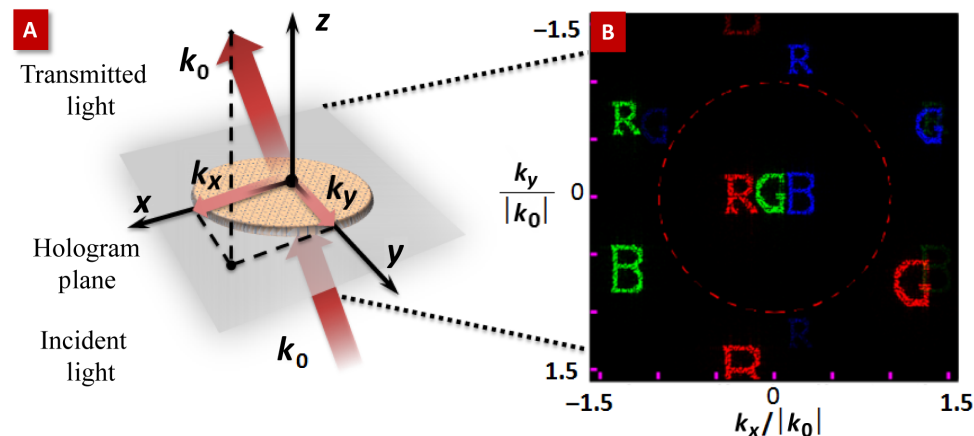 A
z
k0
Transmitted
light
kx
ky
x
y
Hologram
plane
Incident
light
k0
B
–1.5
ky
|k0|
0
1.5
–1.5
0
1.5
kx/|k0|
B
R
R
G
G
RGB
B
G
B
R
R